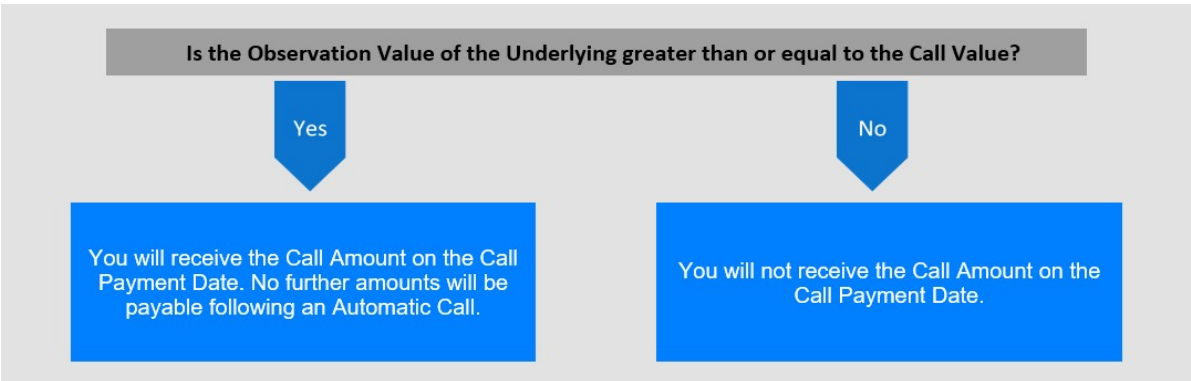 Is the Observation Value of the Underlying greater than or equal to the Call Value?
Yes
No
You will receive the Call Amount on the Call
Payment Date. No further amounts will be
payable following an Automatic Call.
You will not receive the Call Amount on the
Call Payment Date.